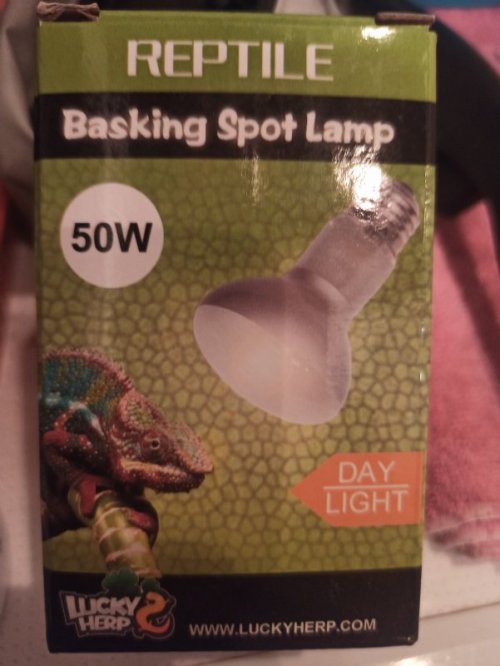 REPTILE
Basking Spot Lamp
50W
DAY
LIGHT
LUCKY
HERP
WWW.LUCKYHERP.COM